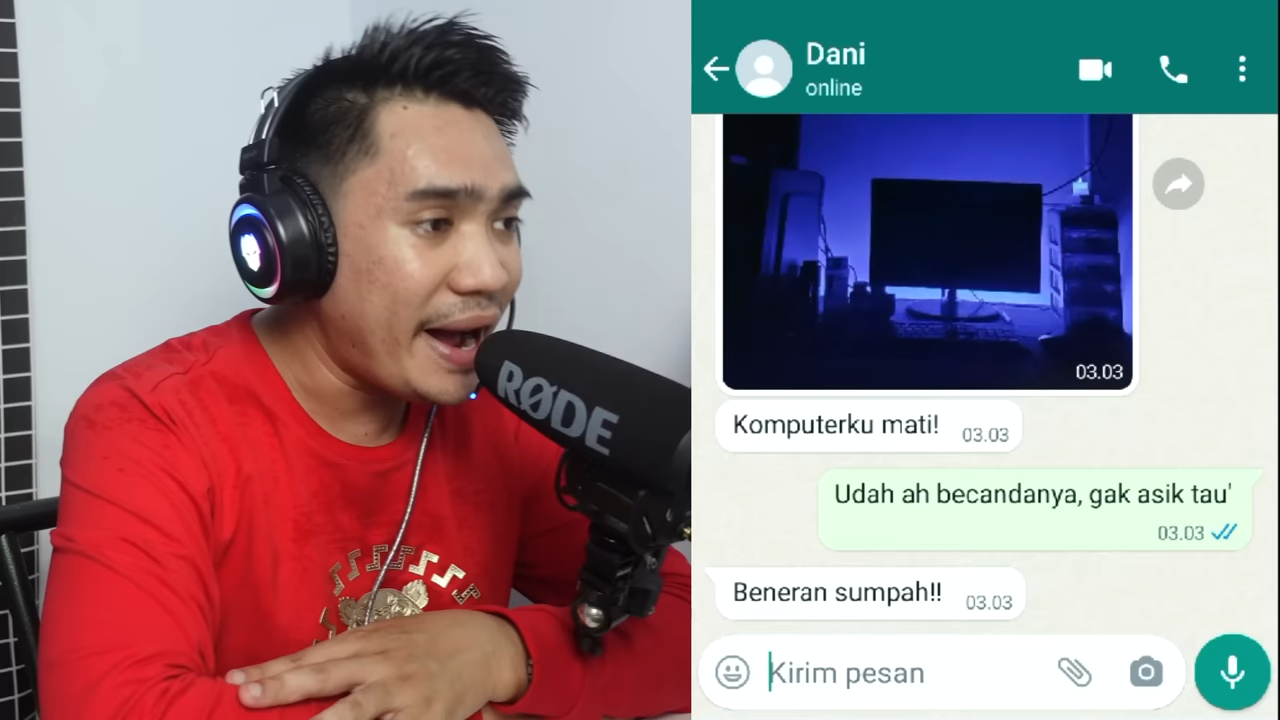 RØDE
Dani
online
03.03
Komputerku mati!
03.03
Udah ah becandanya, gak asik tau'
03.03
Beneran sumpah!!
03.03
Kirim pesan